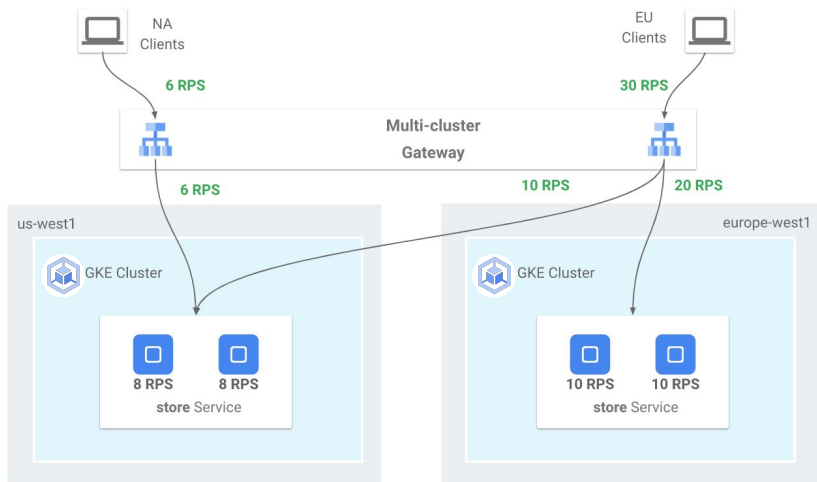 NA
Clients
EU
Clients
6 RPS
30 RPS
Multi-cluster
Gateway
6 RPS
10 RPS
20 RPS
us-west1
europe-west1
GKE Cluster
GKE Cluster
8 RPS
8 RPS
10 RPS
10 RPS
store Service
store Service